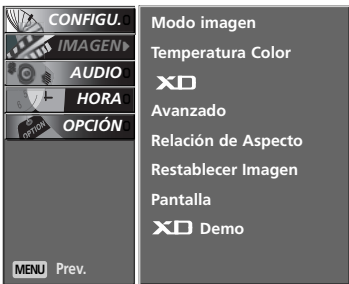 CONFIGU.
IMAGEN
AUDIO
HORA
OPCIÓN
OPTION
MENU Prev.
Modo imagen
Temperatura Color
XD
Avanzado
Relación de Aspecto
Restablecer Imagen
Pantalla
XD Demo